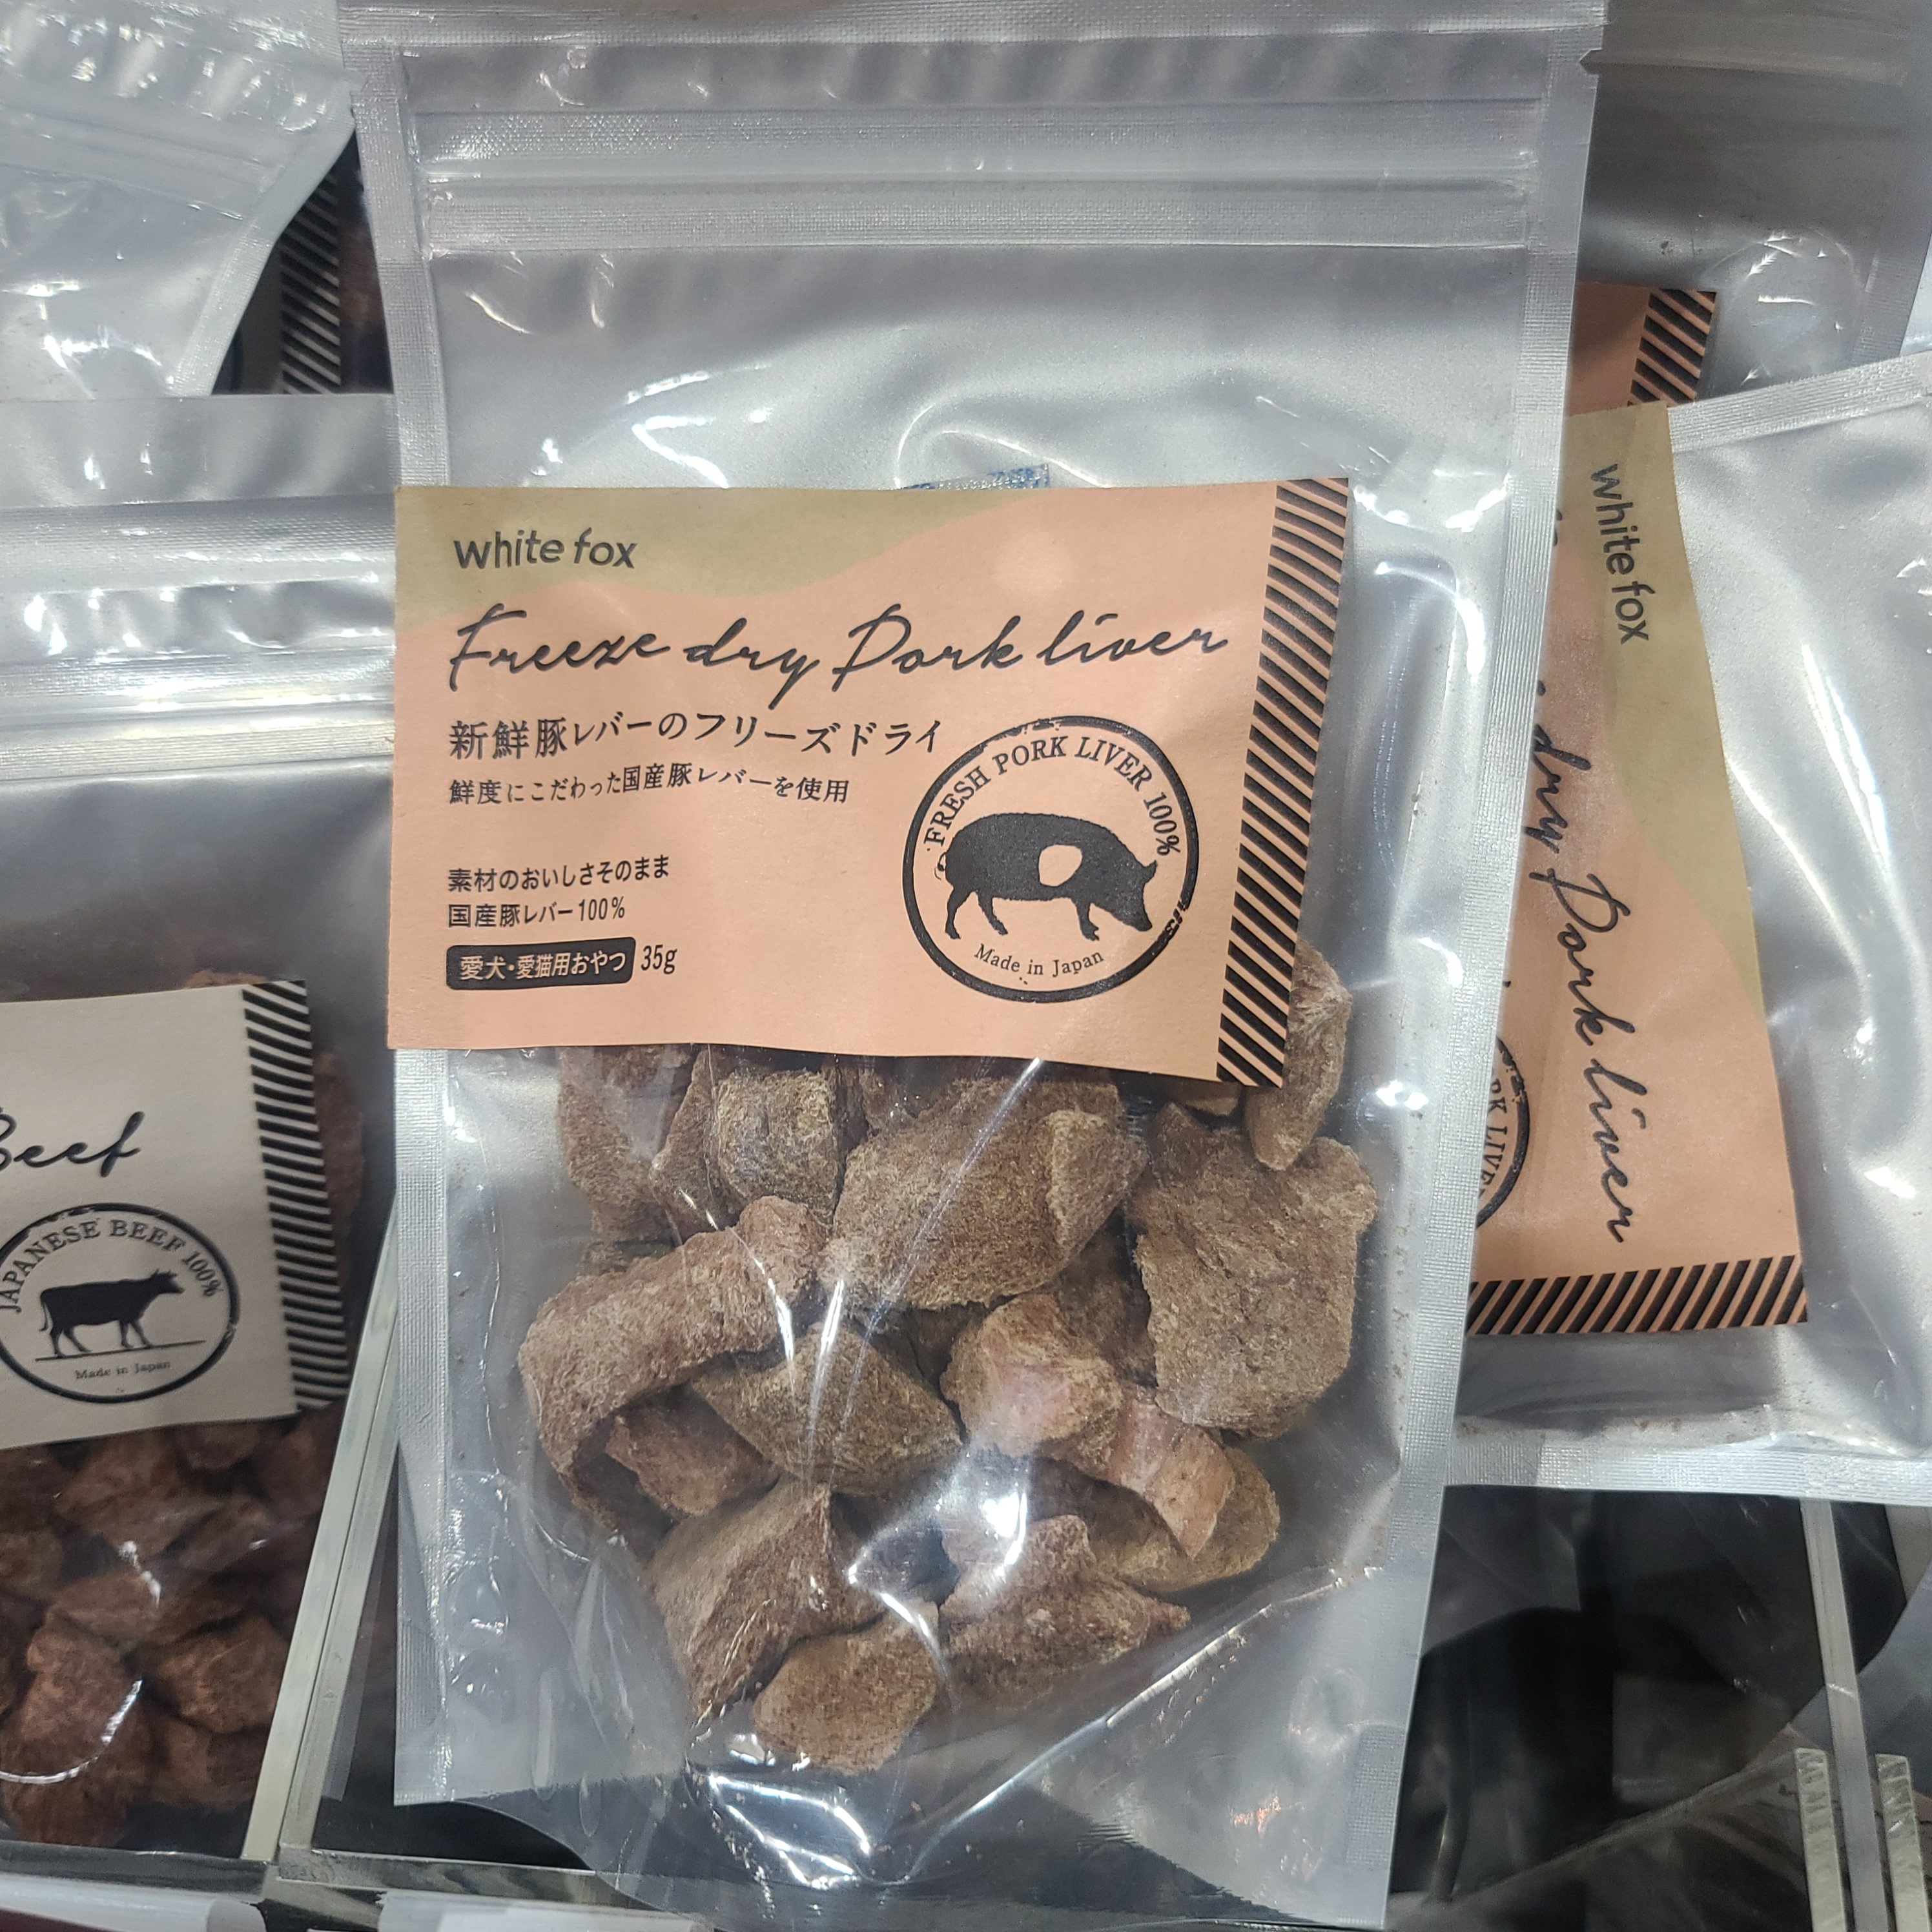 white fox
Freeze dry Pork liver
新鮮豚レバーのフリーズドライ
鮮度にこだわった国産豚レバーを使用
素材のおいしさそのまま
国産豚レバー100%
愛犬・愛猫用おやつ 35g
FRESH PORK LIVER 100%
Made in Japan
Beef
JAPANESE BEEF 100%
Made in Japan
white fox
dry Pork liver